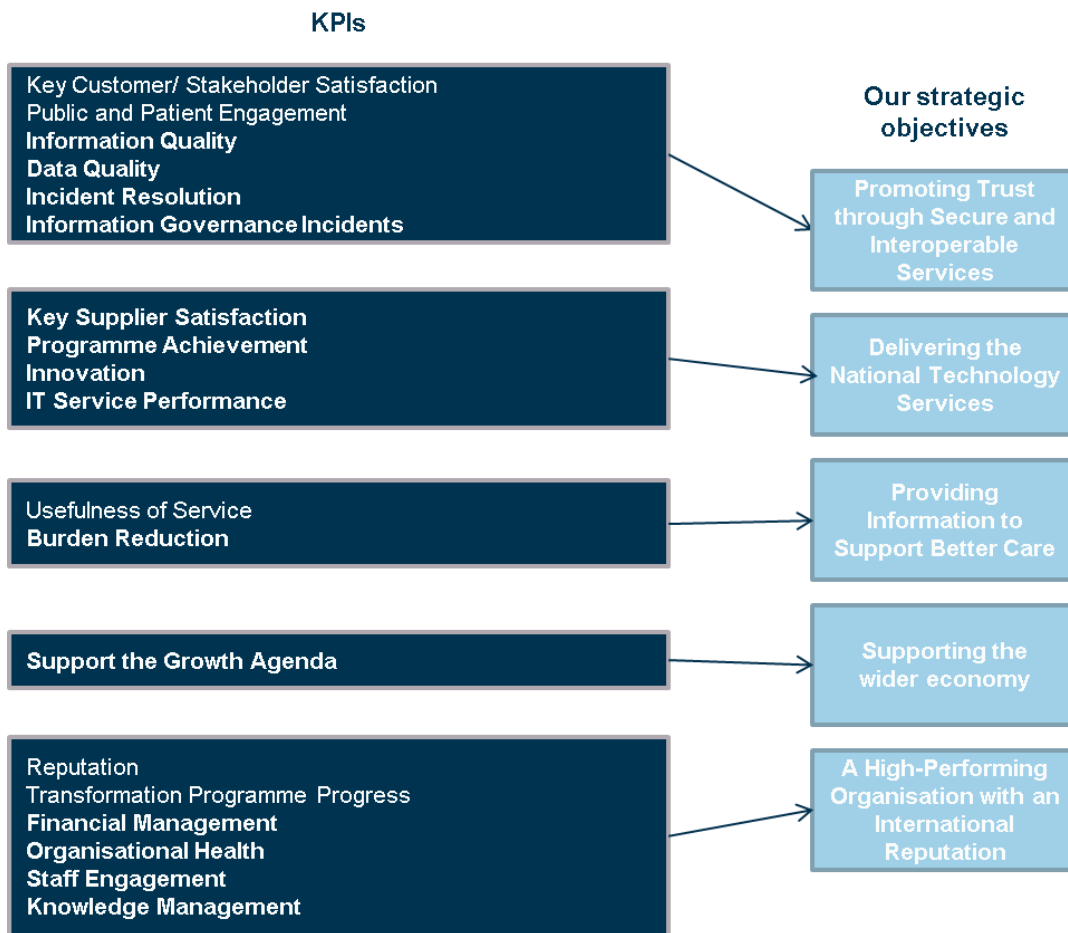 KPIs
Key Customer/ Stakeholder Satisfaction
Public and Patient Engagement
Information Quality
Data Quality
Incident Resolution
Information Governance Incidents
Key Supplier Satisfaction
Programme Achievement
Innovation
IT Service Performance
Usefulness of Service
Burden Reduction
Support the Growth Agenda
Reputation
Transformation Programme Progress
Financial Management
Organisational Health
Staff Engagement
Knowledge Management
Our strategic
objectives
Promoting Trust
through Secure and
Interoperable
Services
Delivering the
National Technology
Services
Providing
Information to
Support Better Care
Supporting the
wider economy
A High-Performing
Organisation with an
International
Reputation